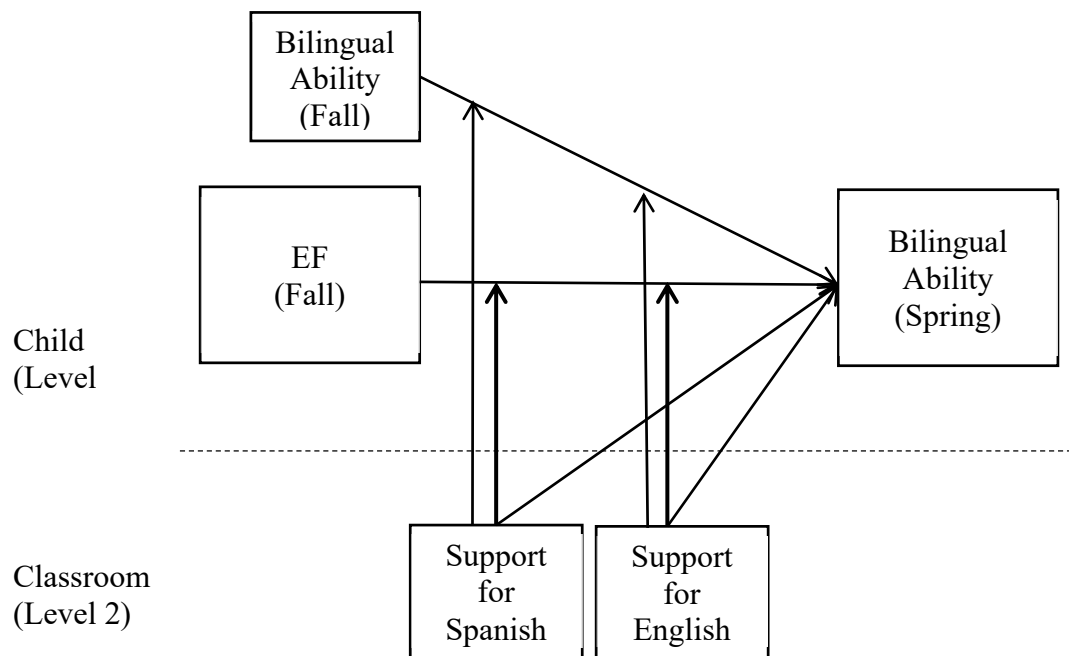 Bilingual
Ability
(Fall)
EF
(Fall)
Bilingual
Ability
(Spring)
Child
(Level
Support
for
Spanish
Support
for
English
Classroom
(Level 2)